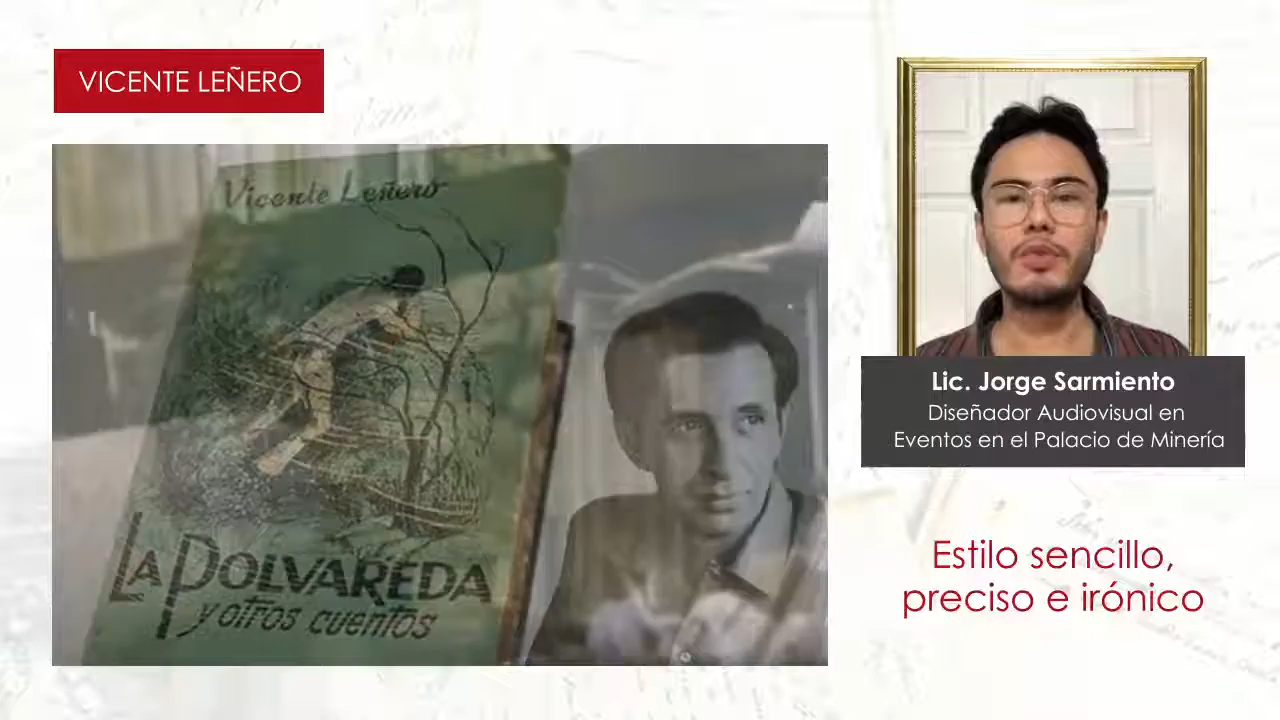 VICENTE LEÑERO
Vicente Leñero
LA POLVAREDA
y otros cuentos
Lic. Jorge Sarmiento
Diseñador Audiovisual en
Eventos en el Palacio de Minería
Estilo sencillo,
preciso e irónico